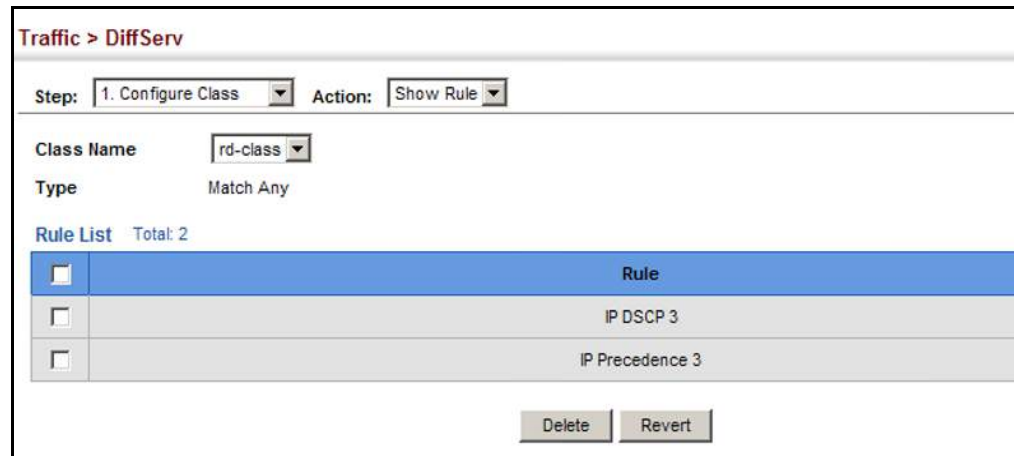 Traffic > DiffServ
Step: 1. Configure Class Action: Show Rule
Class Name rd-class
Type Match Any
Rule List Total: 2
Rule
IP DSCP 3
IP Precedence 3
Delete Revert